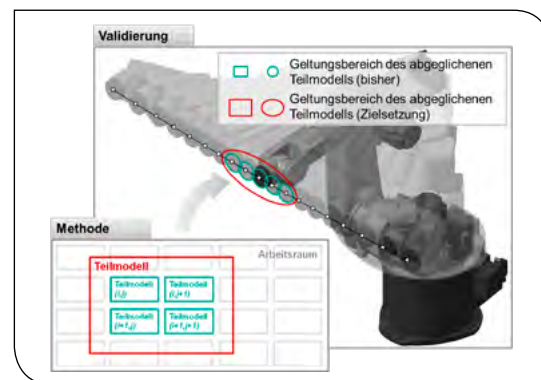 Validierung
Geltungsbereich des abgeglichenen
Teilmodells (bisher)
Geltungsbereich des abgeglichenen
Teilmodells (Zielsetzung)
Methode
Arbeitsraum
Teilmodell
Teilmodell
(i,j)
Teilmodell
(i,j+1)
Teilmodell
(i+1,j)
Teilmodell
(i+1,j+1)